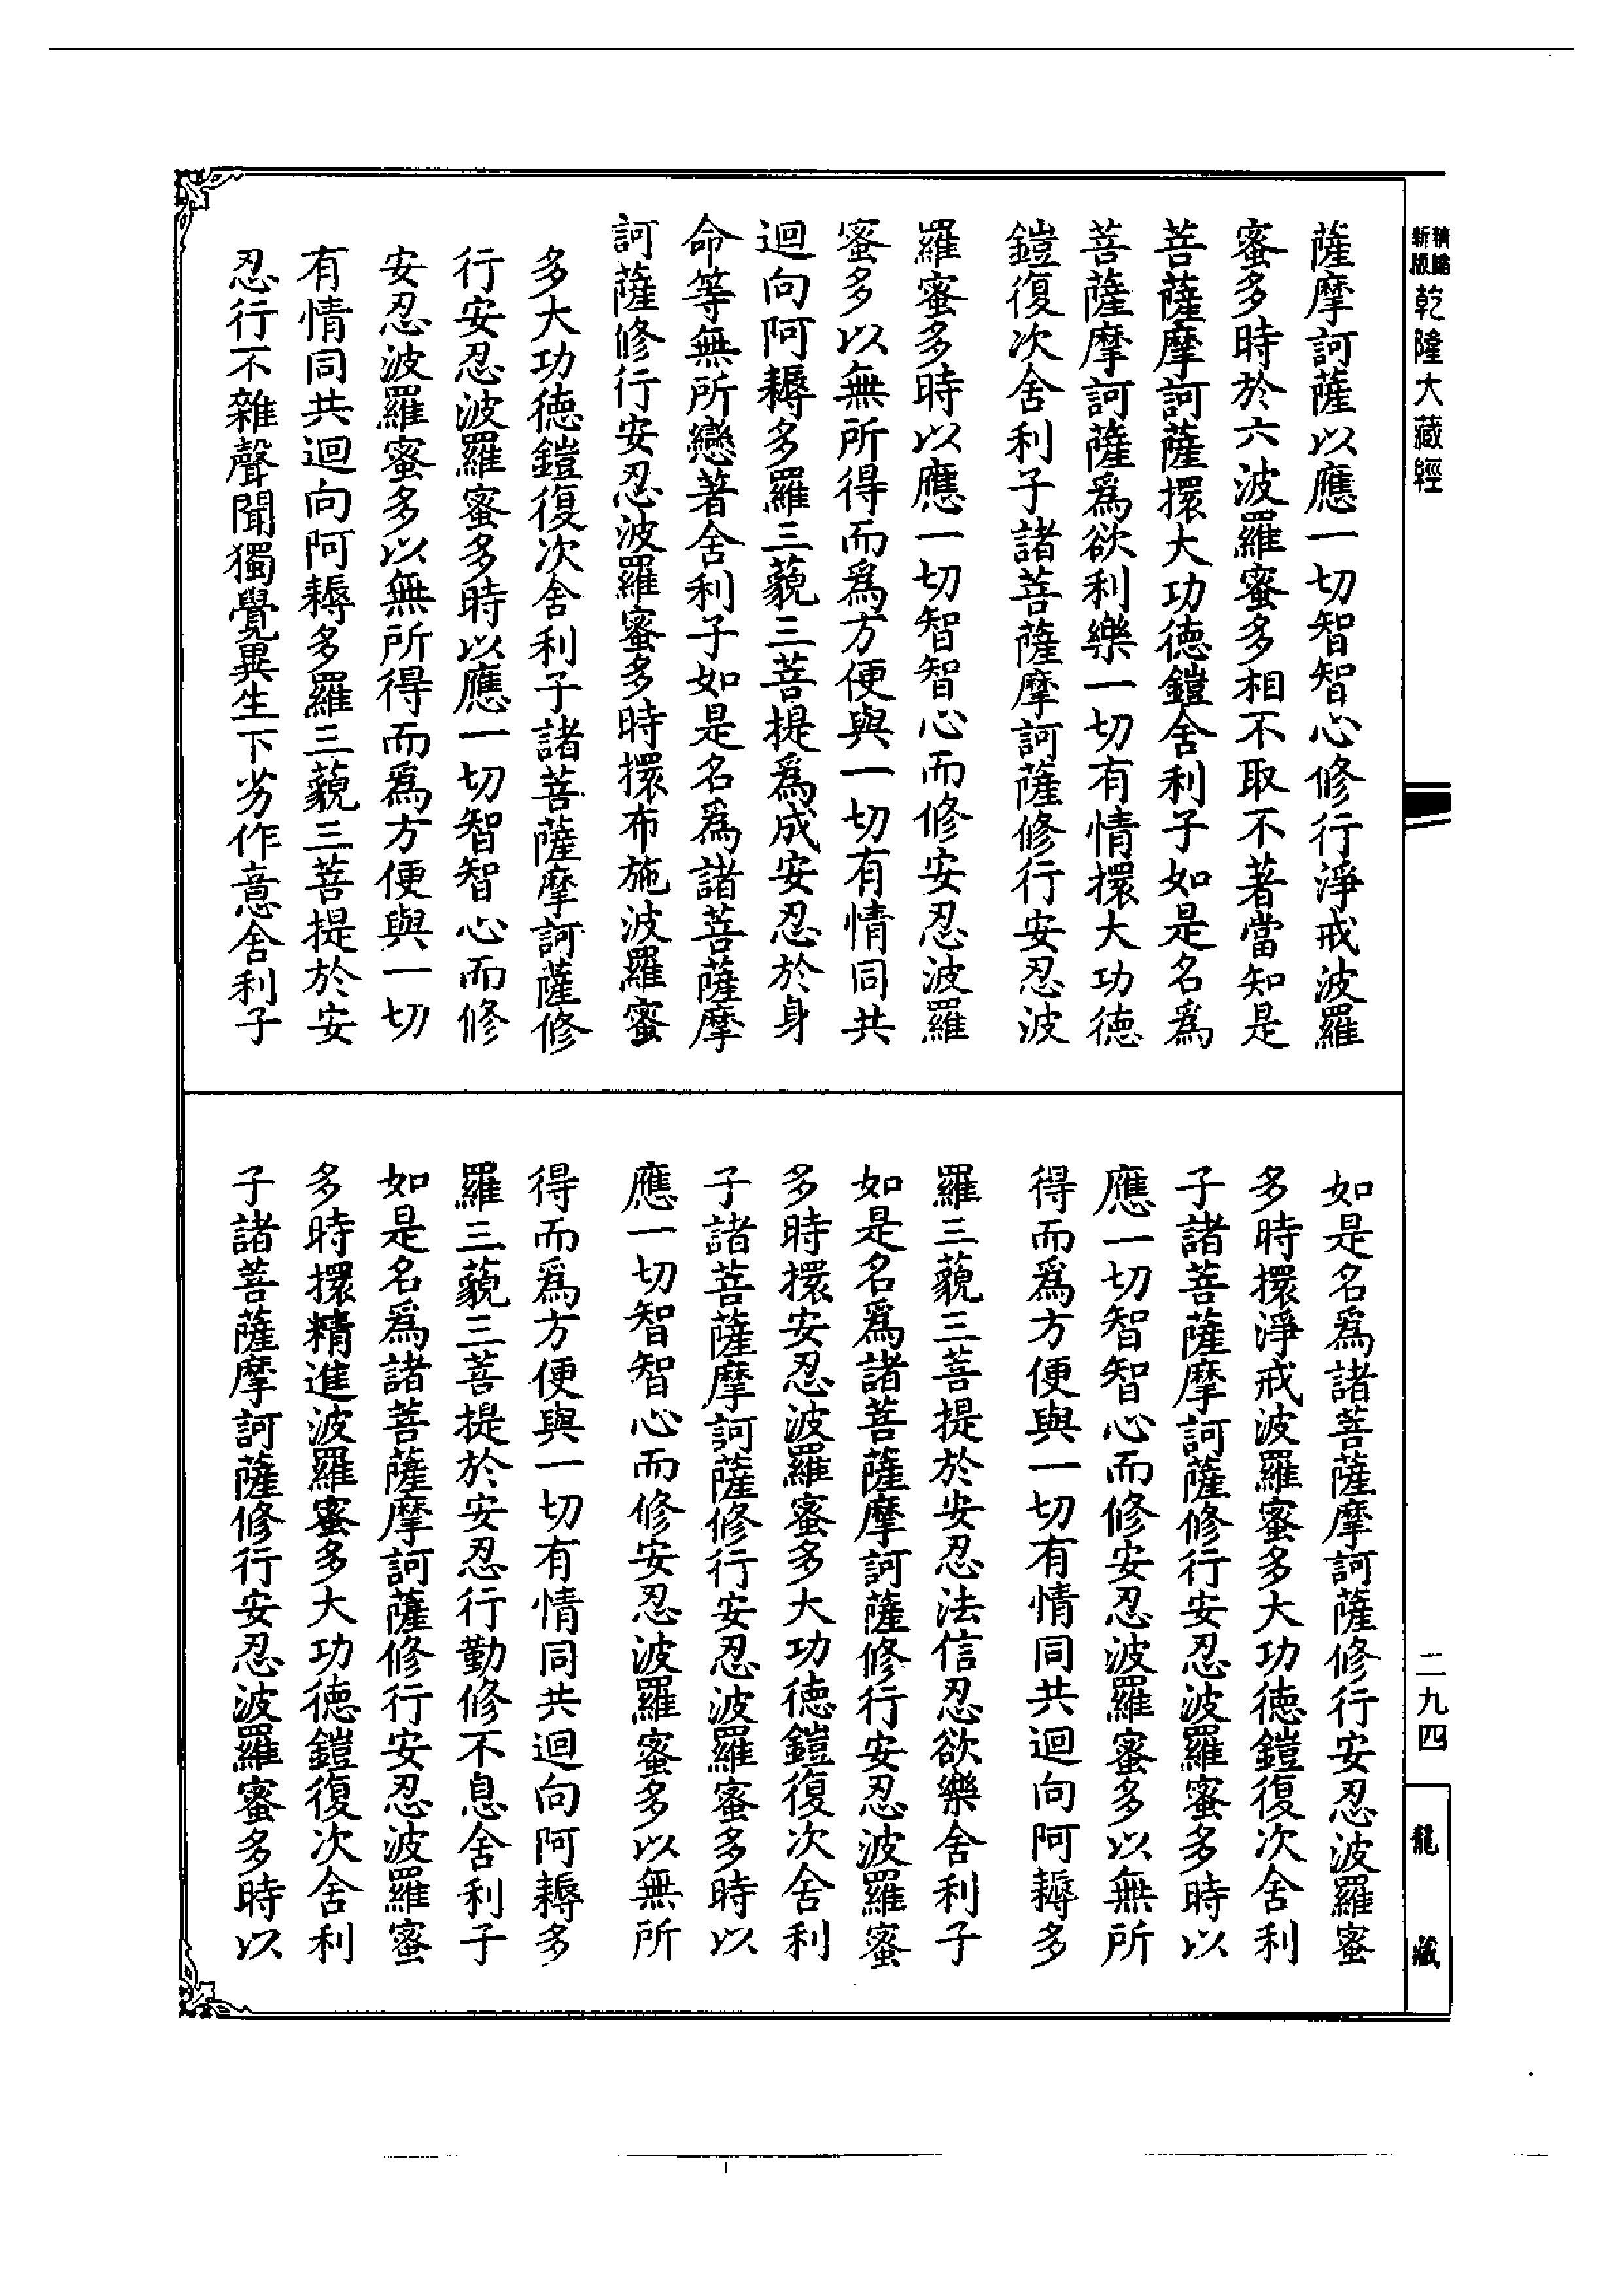 新版
精縮
乾隆大藏經
薩摩訶薩以應一切智智心修行淨戒波羅
蜜多時於六波羅蜜多相不取不著當知是
菩薩摩訶薩擐大功德鎧舍利子如是名為
菩薩摩訶薩為欲利樂一切有情擐大功德
鎧復次舍利子諸菩薩摩訶薩修行安忍波
羅蜜多時以應一切智智心而修安忍波羅
蜜多以無所得而為方便與一切有情同共
迴向阿耨多羅三藐三菩提為成安忍於身
命等無所戀著舍利子如是名為諸菩薩摩
訶薩修行安忍波羅蜜多時擐布施波羅蜜
多大功德鎧復次舍利子諸菩薩摩訶薩修
行安忍波羅蜜多時以應一切智智心而修
安忍波羅蜜多以無所得而為方便與一切
有情同共迴向阿耨多羅三藐三菩提於安
忍行不雜聲聞獨覺異生下劣作意舍利子
如是名為諸菩薩摩訶薩修行安忍波羅蜜
多時擐淨戒波羅蜜多大功德鎧復次舍利
子諸菩薩摩訶薩修行安忍波羅蜜多時以
應一切智智心而修安忍波羅蜜多以無所
得而為方便與一切有情同共迴向阿耨多
羅三藐三菩提於安忍法信忍欲樂舍利子
如是名為諸菩薩摩訶薩修行安忍波羅蜜
多時擐安忍波羅蜜多大功德鎧復次舍利
子諸菩薩摩訶薩修行安忍波羅蜜多時以
應一切智智心而修安忍波羅蜜多以無所
得而為方便與一切有情同共迴向阿耨多
羅三藐三菩提於安忍行勤修不息舍利子
如是名為諸菩薩摩訶薩修行安忍波羅蜜
多時擐精進波羅蜜多大功德鎧復次舍利
子諸菩薩摩訶薩修行安忍波羅蜜多時以
二九四
龍藏